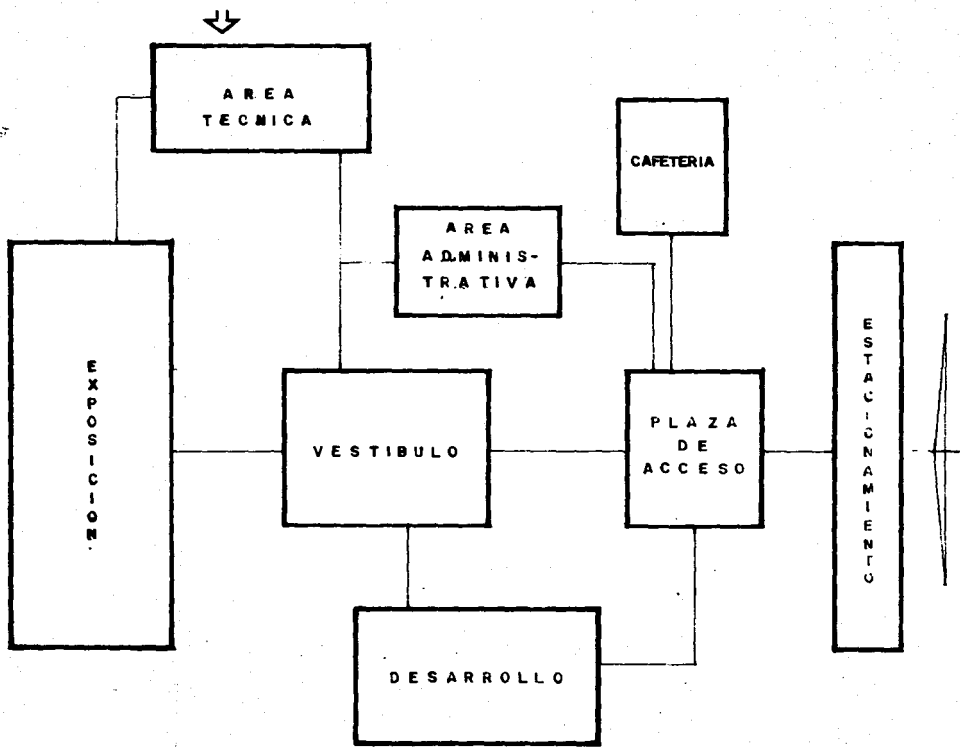 AREA
TECNICA
CAFETERIA
AREA
ADMINIS-
TRATIVA
EXPOSICION
VESTIBULO
PLAZA
DE
ACCESO
ESTACIONAMIENTO
DESARROLLO